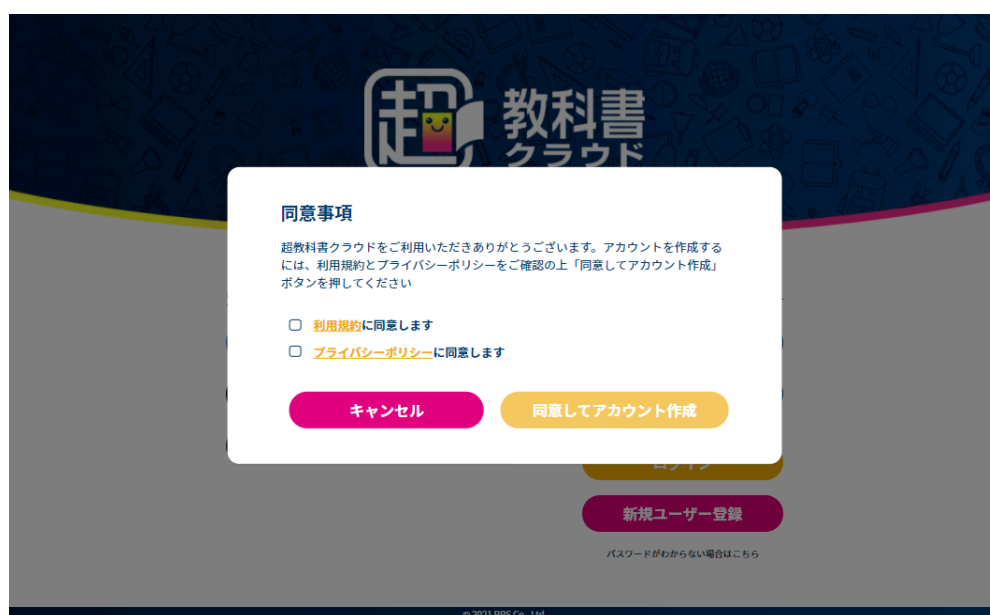 超
教科書
クラウド
同意事項
超教科書クラウドをご利用いただきありがとうございます。アカウントを作成する
には、利用規約とプライバシーポリシーをご確認の上「同意してアカウント作成」
ボタンを押してください
利用規約に同意します
プライバシーポリシーに同意します
キャンセル 同意してアカウント作成
ログイン
新規ユーザー登録
パスワードがわからない場合はこちら
© 2021 BPS Co., Ltd.